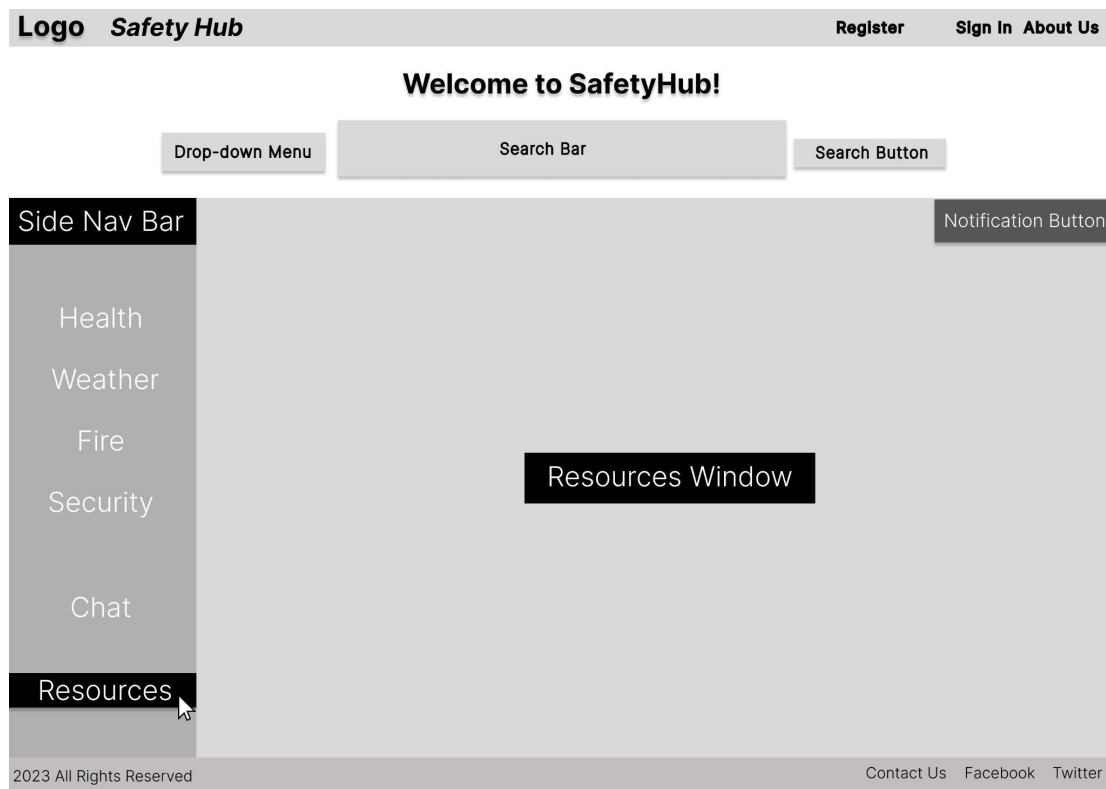 Logo Safety Hub Register Sign In About Us
Welcome to SafetyHub!
Drop-down Menu Search Bar Search Button
Side Nav Bar
Notification Button
Health
Weather
Fire
Security
Resources Window
Chat
Resources
2023 All Rights Reserved Contact Us Facebook Twitter